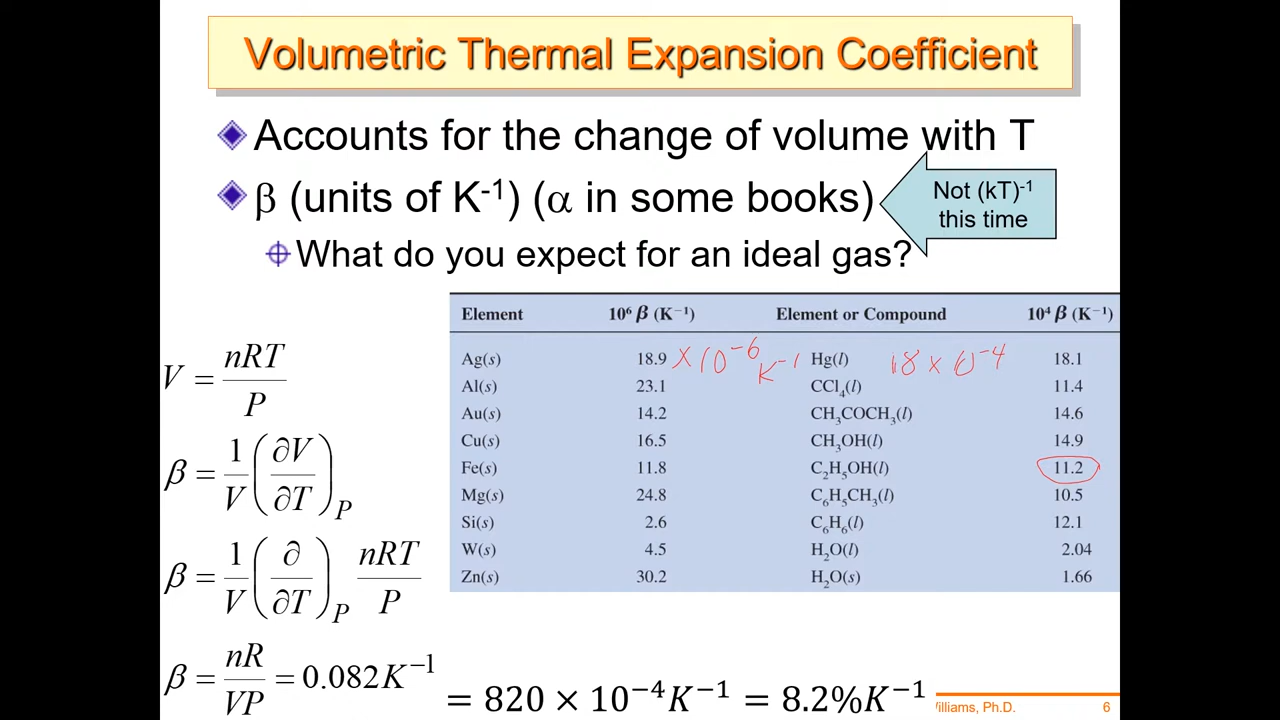 Volumetric Thermal Expansion Coefficient
Accounts for the change of volume with T
β (units of K⁻¹) (α in some books)
Not (kT)⁻¹
this time
What do you expect for an ideal gas?
V = nRT / P
β = 1/V (∂V/∂T)_P
β = 1/V (∂/∂T)_P nRT/P
β = nR/VP = 0.082 K⁻¹
= 820 × 10⁻⁴K⁻¹ = 8.2%K⁻¹
Element 10⁶ β (K⁻¹) Element or Compound 10⁴ β (K⁻¹)
Ag(s) 18.9 × 10⁻⁶ K⁻¹ Hg(l) 18 × 10⁻⁴ 18.1
Al(s) 23.1 CCl₄(l) 11.4
Au(s) 14.2 CH₃COCH₃(l) 14.6
Cu(s) 16.5 CH₃OH(l) 14.9
Fe(s) 11.8 C₂H₅OH(l) 11.2
Mg(s) 24.8 C₆H₅CH₃(l) 10.5
Si(s) 2.6 C₆H₆(l) 12.1
W(s) 4.5 H₂O(l) 2.04
Zn(s) 30.2 H₂O(s) 1.66
Ph.D. 6